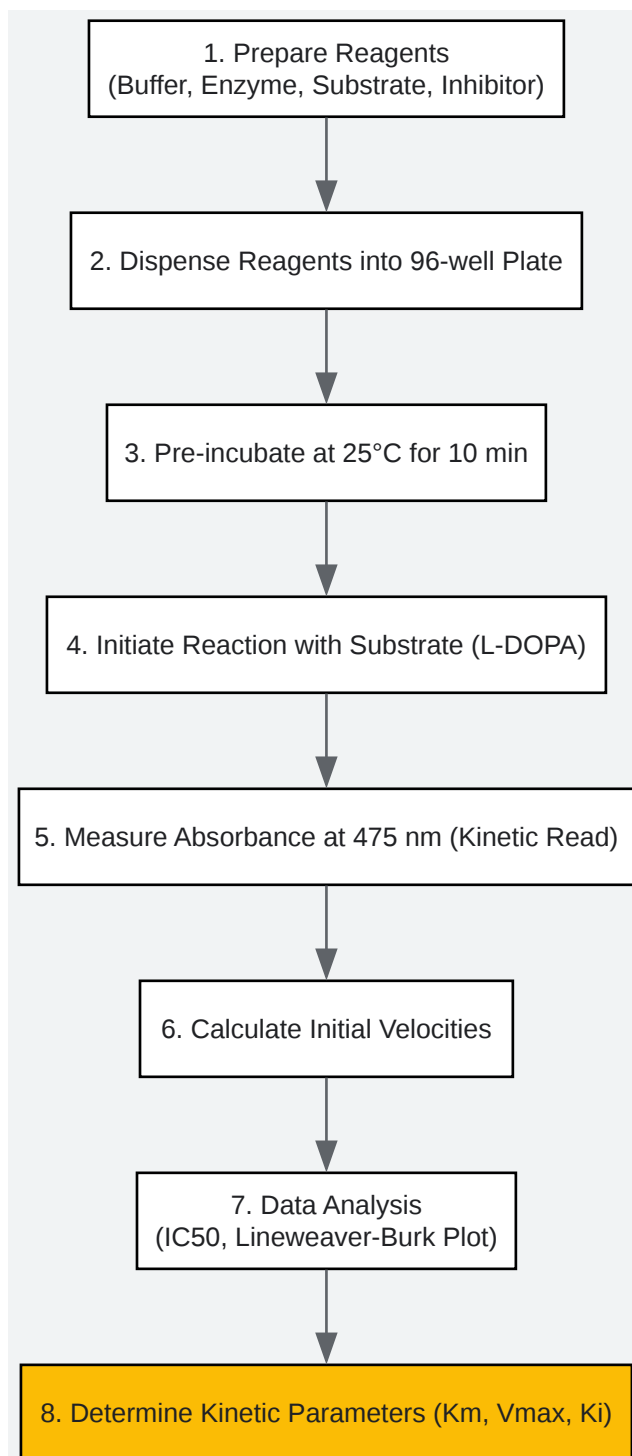 1. Prepare Reagents
(Buffer, Enzyme, Substrate, Inhibitor)
2. Dispense Reagents into 96-well Plate
3. Pre-incubate at 25°C for 10 min
4. Initiate Reaction with Substrate (L-DOPA)
5. Measure Absorbance at 475 nm (Kinetic Read)
6. Calculate Initial Velocities
7. Data Analysis
(IC50, Lineweaver-Burk Plot)
8. Determine Kinetic Parameters (Km, Vmax, Ki)